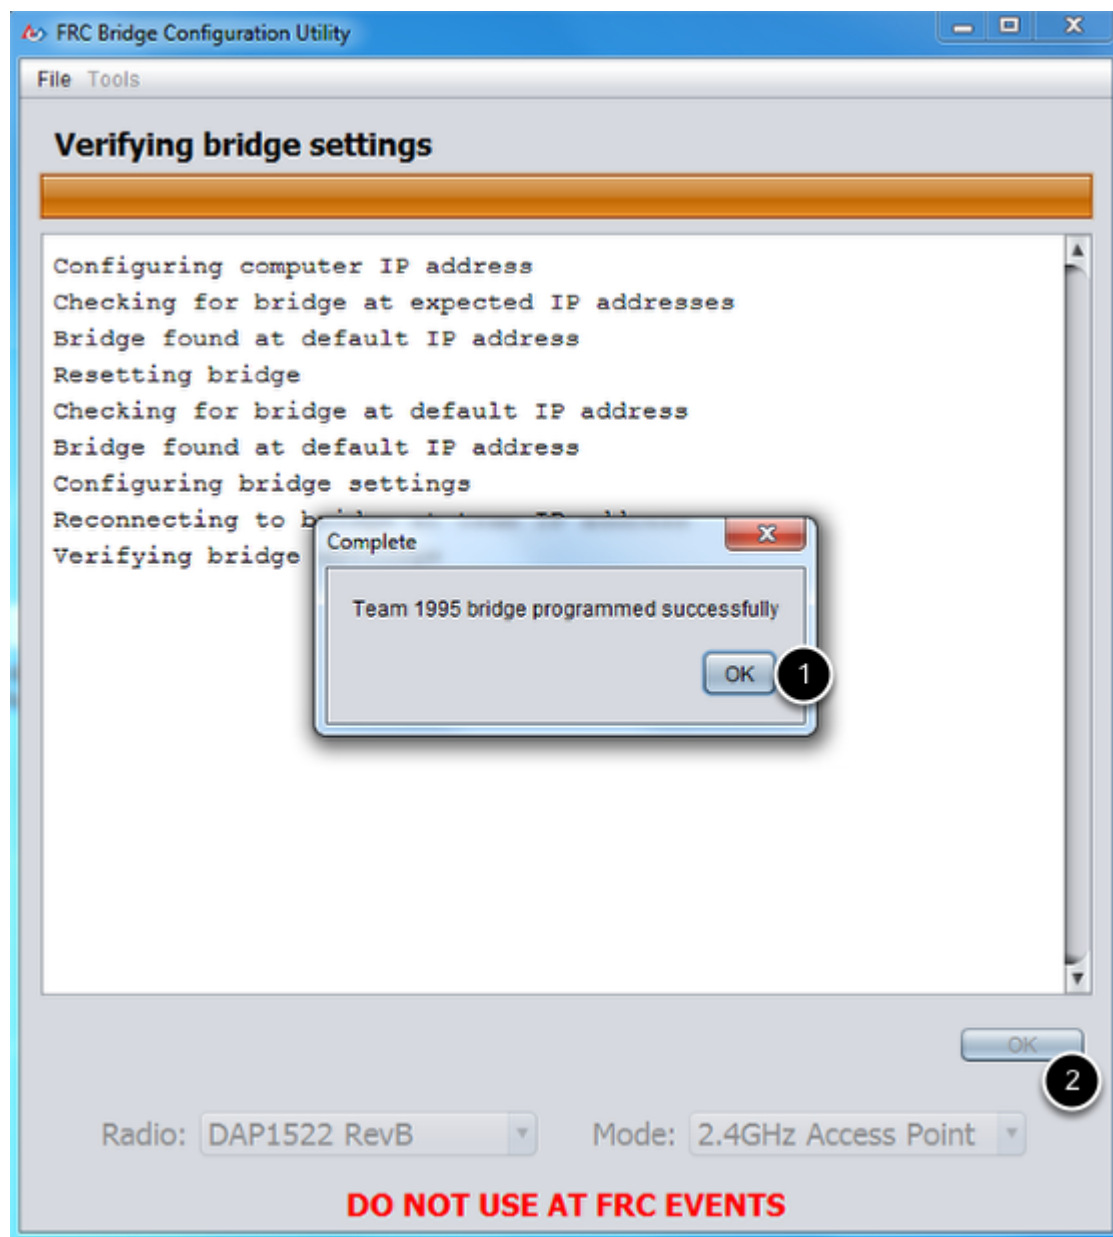 FRC Bridge Configuration Utility
File Tools
Verifying bridge settings
Configuring computer IP address
Checking for bridge at expected IP addresses
Bridge found at default IP address
Resetting bridge
Checking for bridge at default IP address
Bridge found at default IP address
Configuring bridge settings
Reconnecting to
Verifying bridge
Complete
Team 1995 bridge programmed successfully
OK 1
OK
2
Radio: DAP1522 RevB Mode: 2.4GHz Access Point
DO NOT USE AT FRC EVENTS